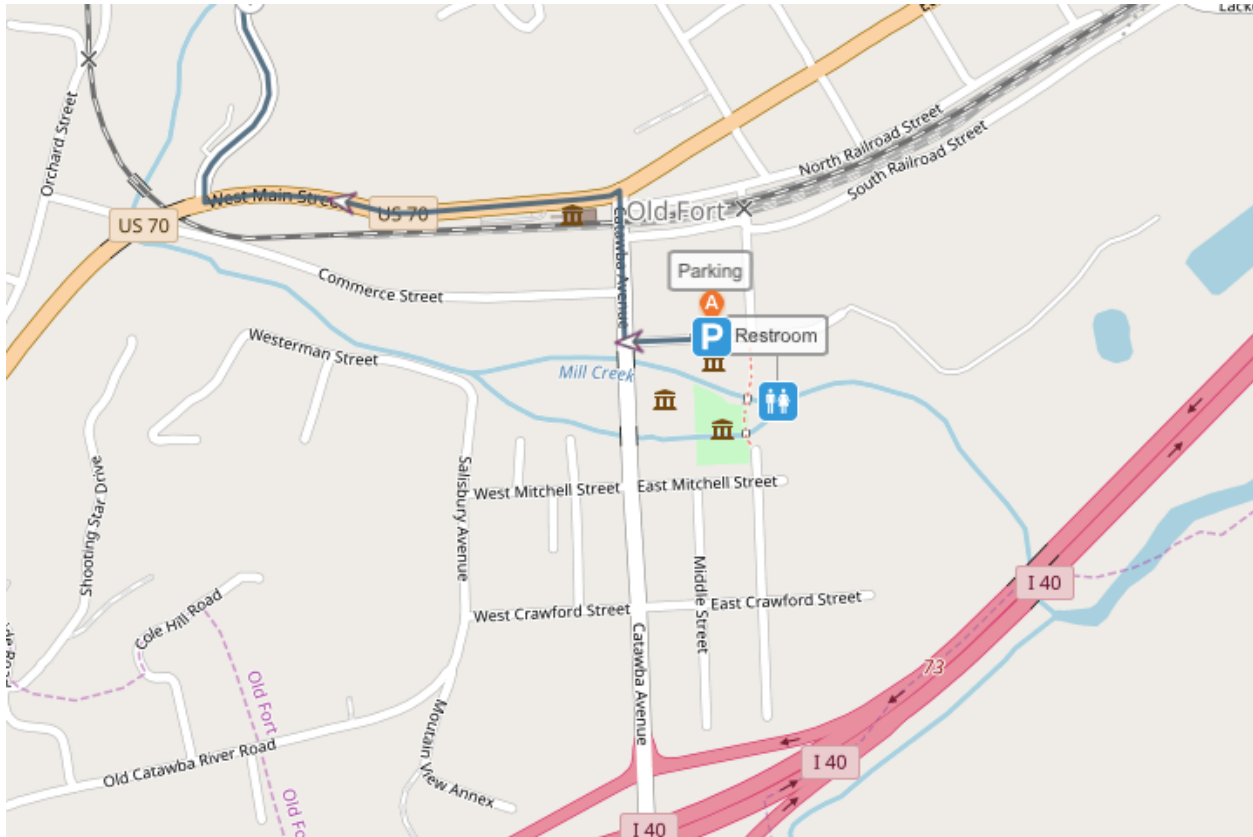 Orchard Street
North Railroad Street
South Railroad Street
West Main Street
US 70
Old Fort
US 70
Catawba Avenue
Parking
A
Commerce Street
P
Restroom
Westerman Street
Mill Creek
Salisbury Avenue
Shooting Star Drive
West Mitchell Street
East Mitchell Street
I 40
Middle Street
Cole Hill Road
West Crawford Street
East Crawford Street
Catawba Avenue
73
Old Fort
Moutain View Annex
Old Catawba River Road
I 40
Old Fo
I 40